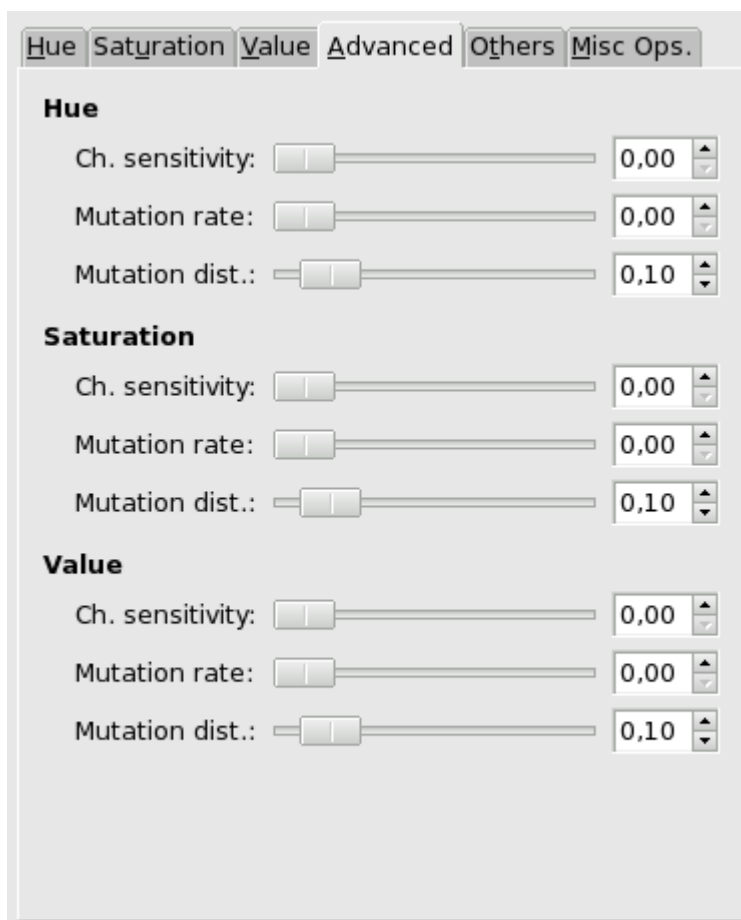 Hue Saturation Value Advanced Others Misc Ops.
Hue
Ch. sensitivity: 0,00
Mutation rate: 0,00
Mutation dist.: 0,10
Saturation
Ch. sensitivity: 0,00
Mutation rate: 0,00
Mutation dist.: 0,10
Value
Ch. sensitivity: 0,00
Mutation rate: 0,00
Mutation dist.: 0,10